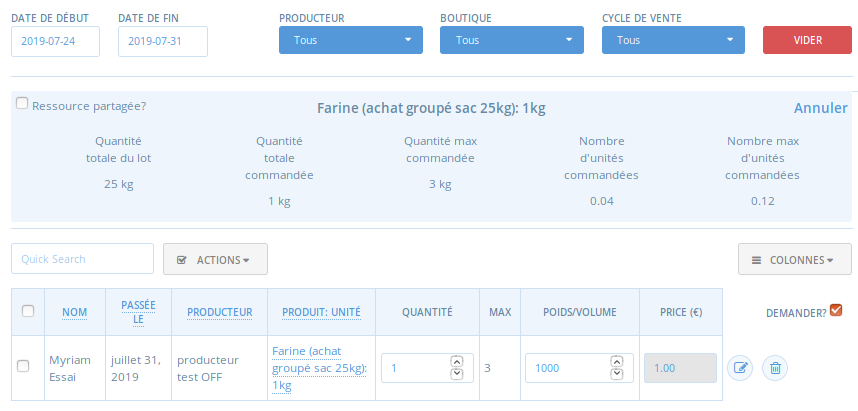 DATE DE DÉBUT DATE DE FIN PRODUCTEUR BOUTIQUE CYCLE DE VENTE
2019-07-24 2019-07-31 Tous Tous Tous VIDER
Ressource partagée? Farine (achat groupé sac 25kg): 1kg Annuler
Quantité Quantité Quantité max Nombre Nombre max
totale du lot totale commandée d'unités d'unités
commandée commandées commandées
25 kg 3 kg
1 kg 0.04 0.12
Quick Search ACTIONS COLONNES
NOM PASSÉE LE PRODUCTEUR PRODUIT: UNITÉ QUANTITÉ MAX POIDS/VOLUME PRICE (€) DEMANDER?
Myriam juillet 31, producteur Farine (achat
Essai 2019 test OFF groupé sac 25kg): 1 3 1000 1.00
1kg